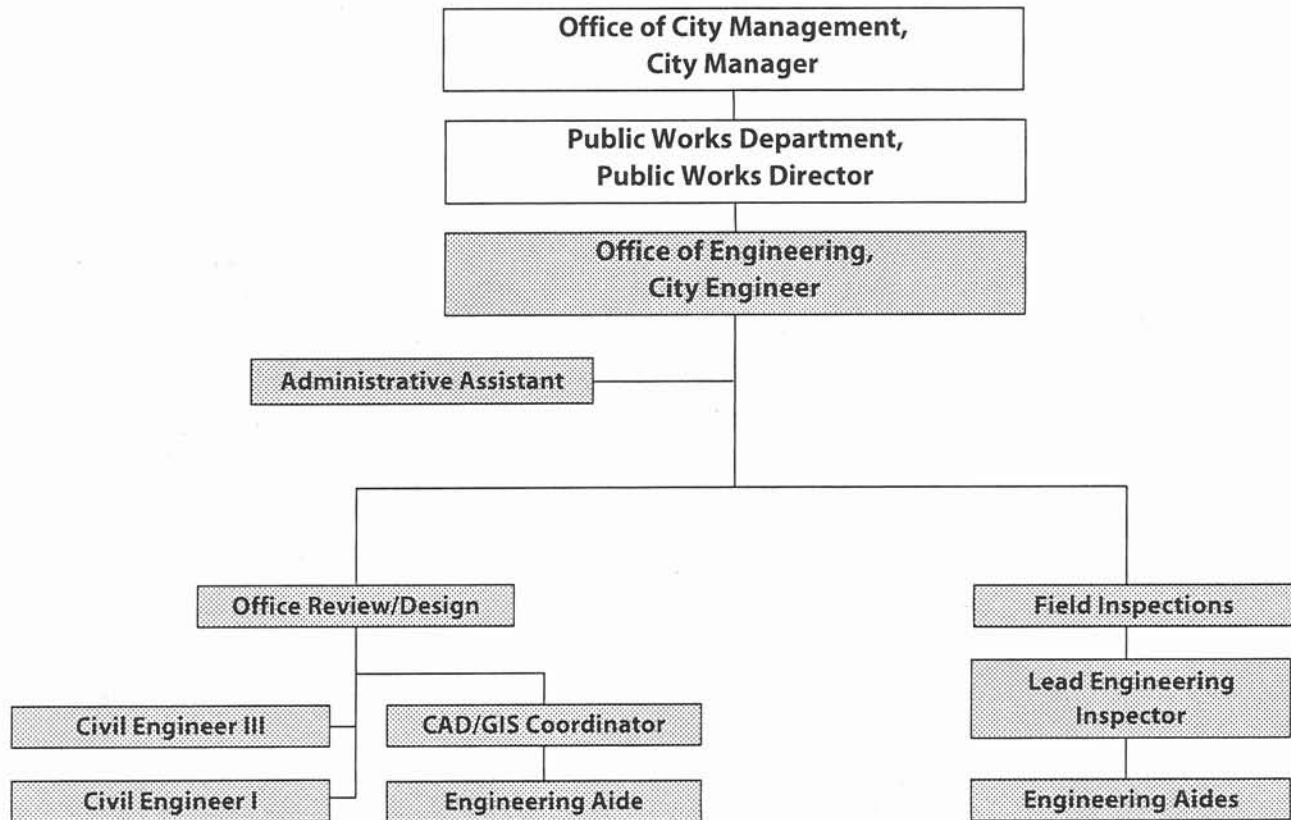 Office of City Management,
City Manager
Public Works Department,
Public Works Director
Office of Engineering,
City Engineer
Administrative Assistant
Office Review/Design
Field Inspections
Civil Engineer III
CAD/GIS Coordinator
Lead Engineering
Inspector
Civil Engineer I
Engineering Aide
Engineering Aides